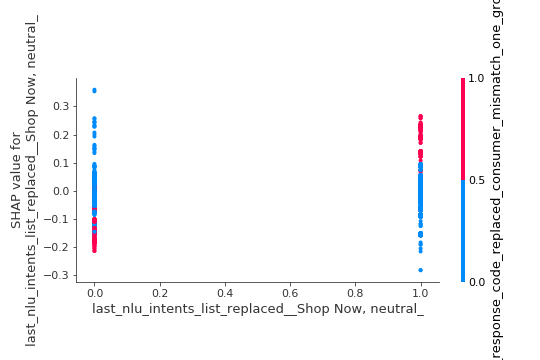 SHAP value for
last_nlu_intents_list_replaced__Shop Now, neutral_
0.3
0.2
0.1
0.0
−0.1
−0.2
−0.3
0.0 0.2 0.4 0.6 0.8 1.0
last_nlu_intents_list_replaced__Shop Now, neutral_
1.0
0.5
0.0
_response_code_replaced_consumer_mismatch_one_gro